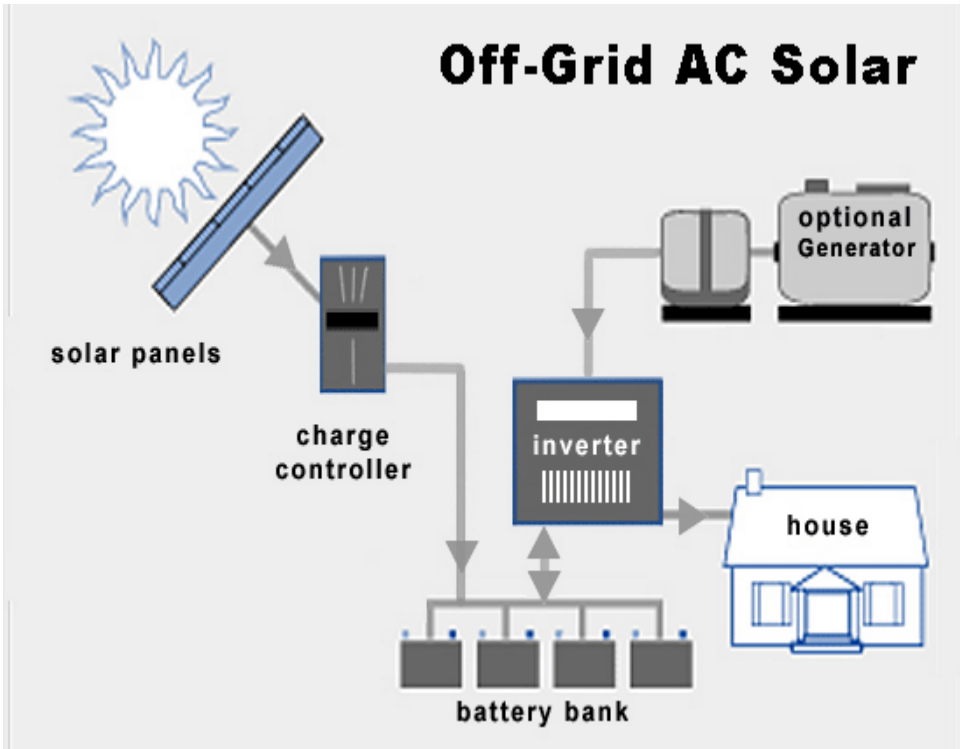 Off-Grid AC Solar
optional
Generator
solar panels
charge
controller
inverter
house
battery bank